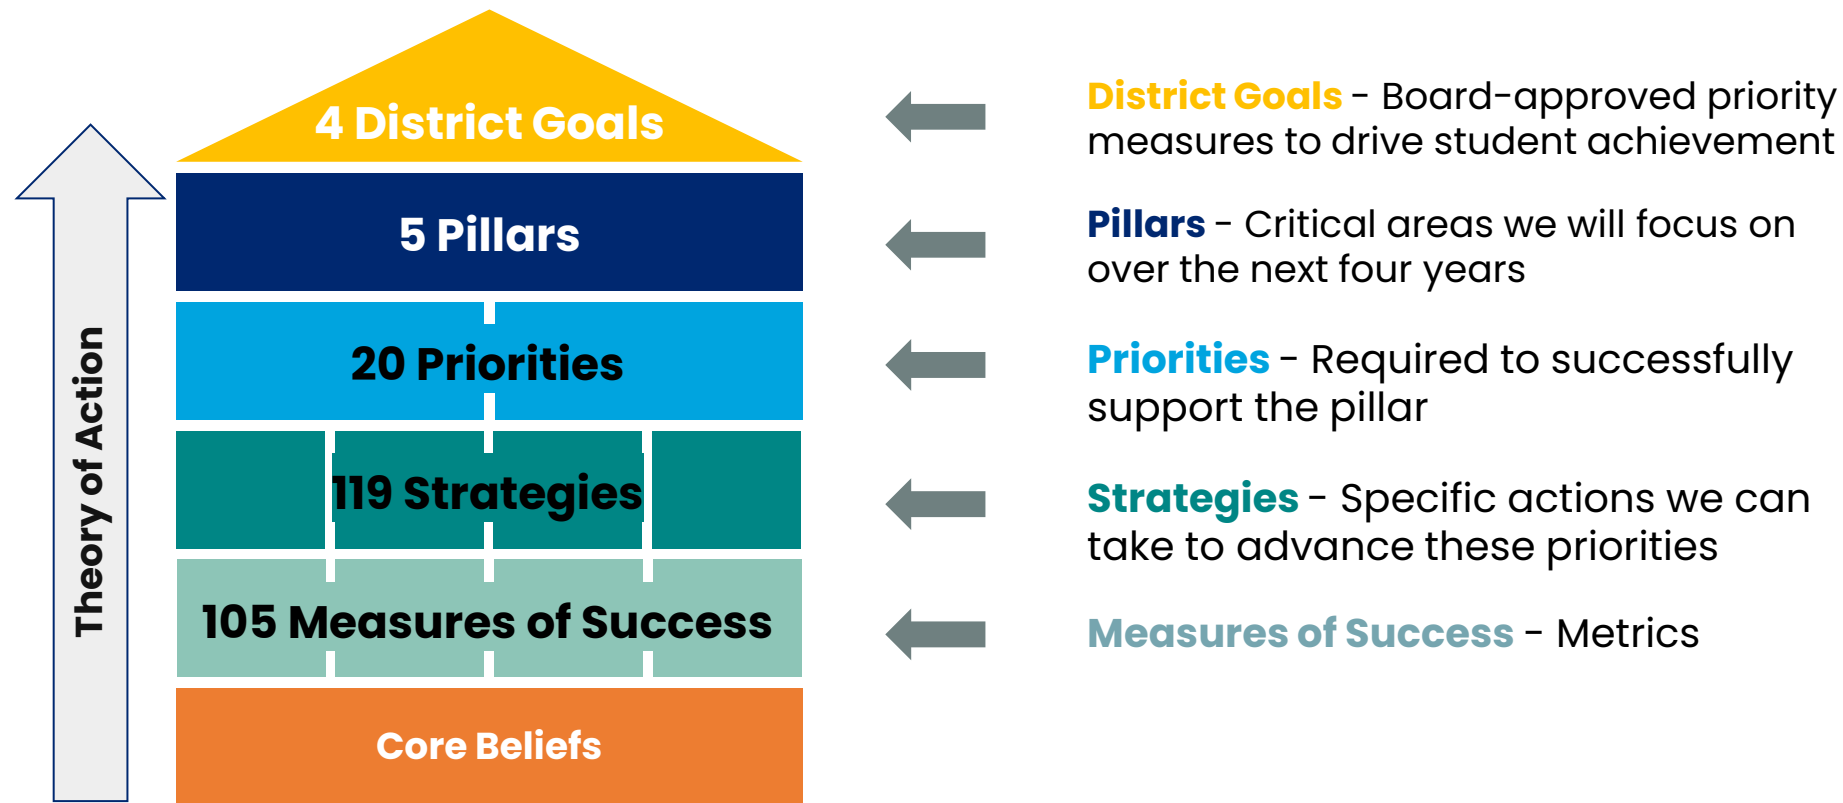 4 District Goals
5 Pillars
20 Priorities
119 Strategies
105 Measures of Success
Core Beliefs
Theory of Action
District Goals - Board-approved priority
measures to drive student achievement
Pillars - Critical areas we will focus on
over the next four years
Priorities - Required to successfully
support the pillar
Strategies - Specific actions we can
take to advance these priorities
Measures of Success - Metrics